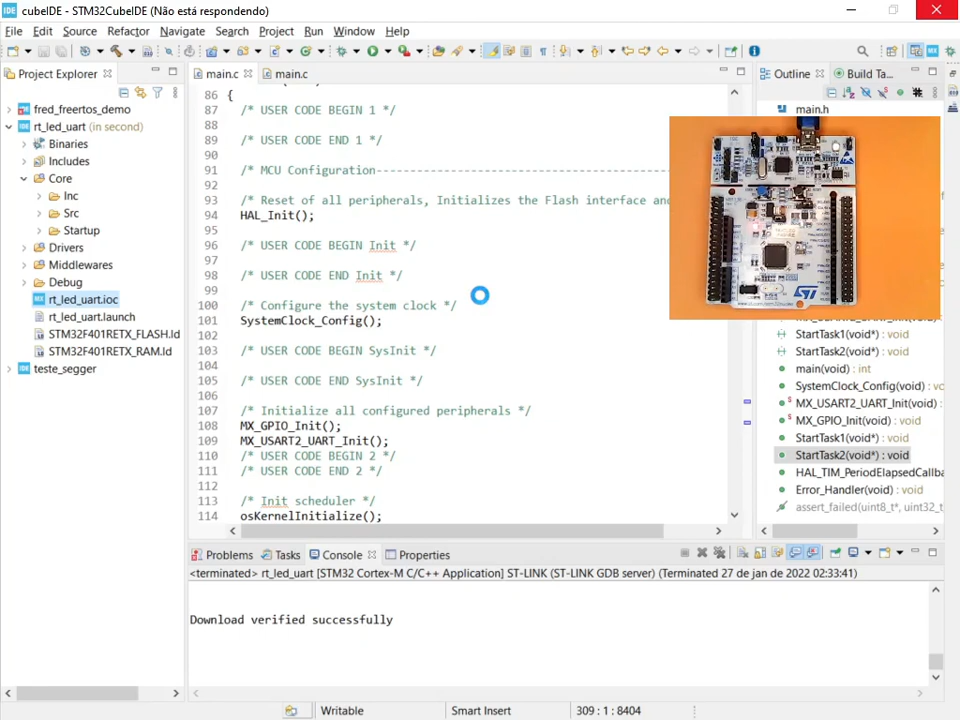 cubeIDE - STM32CubeIDE (Não está respondendo)
File Edit Source Refactor Navigate Search Project Run Window Help
Project Explorer
main.c
main.c
Outline
Build Ta...
fred_freertos_demo
rt_led_uart (in second)
Binaries
Includes
Core
Inc
Src
Startup
Drivers
Middlewares
Debug
rt_led_uart.ioc
rt_led_uart.launch
STM32F401RETX_FLASH.ld
STM32F401RETX_RAM.ld
teste_segger
86 {
87 /* USER CODE BEGIN 1 */
88
89 /* USER CODE END 1 */
90
91 /* MCU Configuration--------------------------------------------
92
93 /* Reset of all peripherals, Initializes the Flash interface and
94 HAL_Init();
95
96 /* USER CODE BEGIN Init */
97
98 /* USER CODE END Init */
99
100 /* Configure the system clock */
101 SystemClock_Config();
102
103 /* USER CODE BEGIN SysInit */
104
105 /* USER CODE END SysInit */
106
107 /* Initialize all configured peripherals */
108 MX_GPIO_Init();
109 MX_USART2_UART_Init();
110 /* USER CODE BEGIN 2 */
111 /* USER CODE END 2 */
112
113 /* Init scheduler */
114 osKernelInitialize();
main.h
StartTask1(void*) : void
StartTask2(void*) : void
main(void) : int
SystemClock_Config(void) : vo
MX_USART2_UART_Init(void) :
MX_GPIO_Init(void) : void
StartTask1(void*) : void
StartTask2(void*) : void
HAL_TIM_PeriodElapsedCallba
Error_Handler(void) : void
assert_failed(uint8_t*, uint32_t
Problems
Tasks
Console
Properties
<terminated> rt_led_uart [STM32 Cortex-M C/C++ Application] ST-LINK (ST-LINK GDB server) (Terminated 27 de jan de 2022 02:33:41)
Download verified successfully
Writable
Smart Insert
309 : 1 : 8404